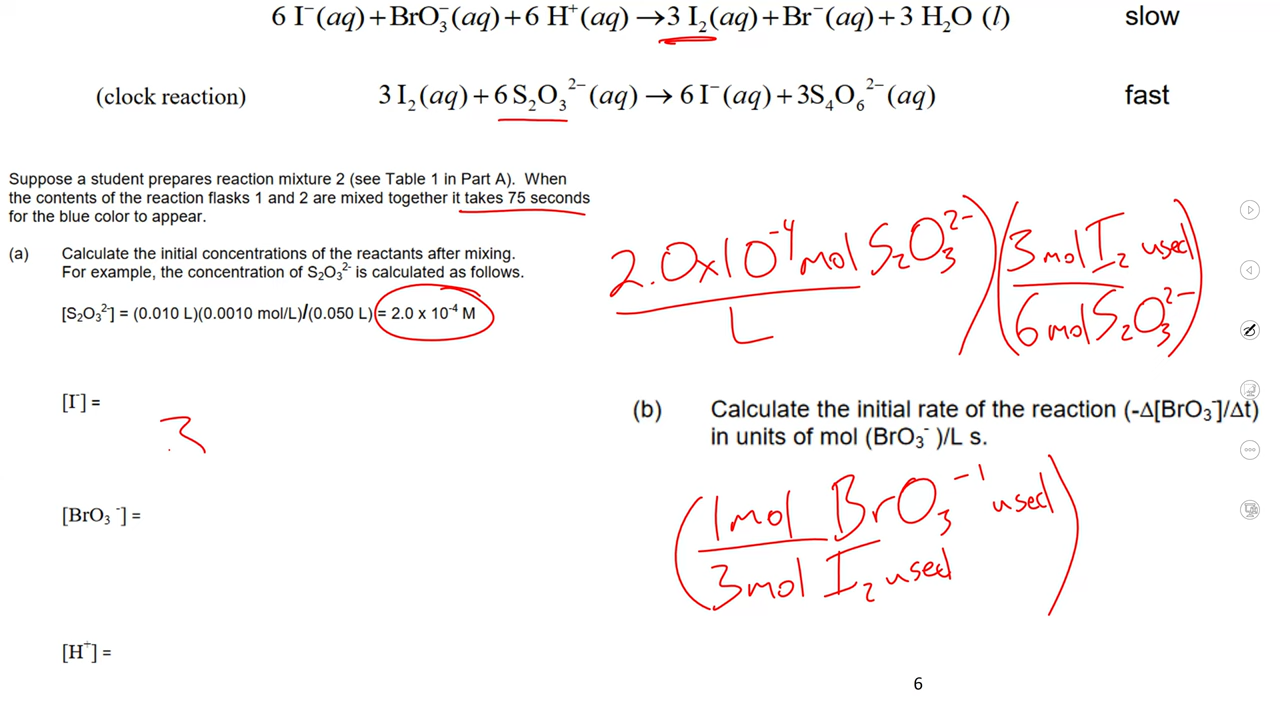 6 I⁻(aq)+BrO₃⁻(aq)+6 H⁺(aq) →3 I₂(aq)+Br⁻(aq)+3 H₂O (l) slow
(clock reaction) 3 I₂(aq)+6 S₂O₃²⁻(aq) → 6 I⁻(aq)+3S₄O₆²⁻(aq) fast
Suppose a student prepares reaction mixture 2 (see Table 1 in Part A). When
the contents of the reaction flasks 1 and 2 are mixed together it takes 75 seconds
for the blue color to appear.
(a) Calculate the initial concentrations of the reactants after mixing.
For example, the concentration of S₂O₃²⁻ is calculated as follows.
[S₂O₃²⁻] = (0.010 L)(0.0010 mol/L)/(0.050 L) = 2.0 x 10⁻⁴ M
2.0x10⁻⁴ mol S₂O₃²⁻ ) ( 3 mol I₂ used )
L ( 6 mol S₂O₃²⁻ )
[I⁻] =
3
(b) Calculate the initial rate of the reaction (-Δ[BrO₃⁻]/Δt)
in units of mol (BrO₃⁻ )/L s.
( 1 mol BrO₃⁻¹ used )
( 3 mol I₂ used )
[BrO₃⁻] =
[H⁺] =
6